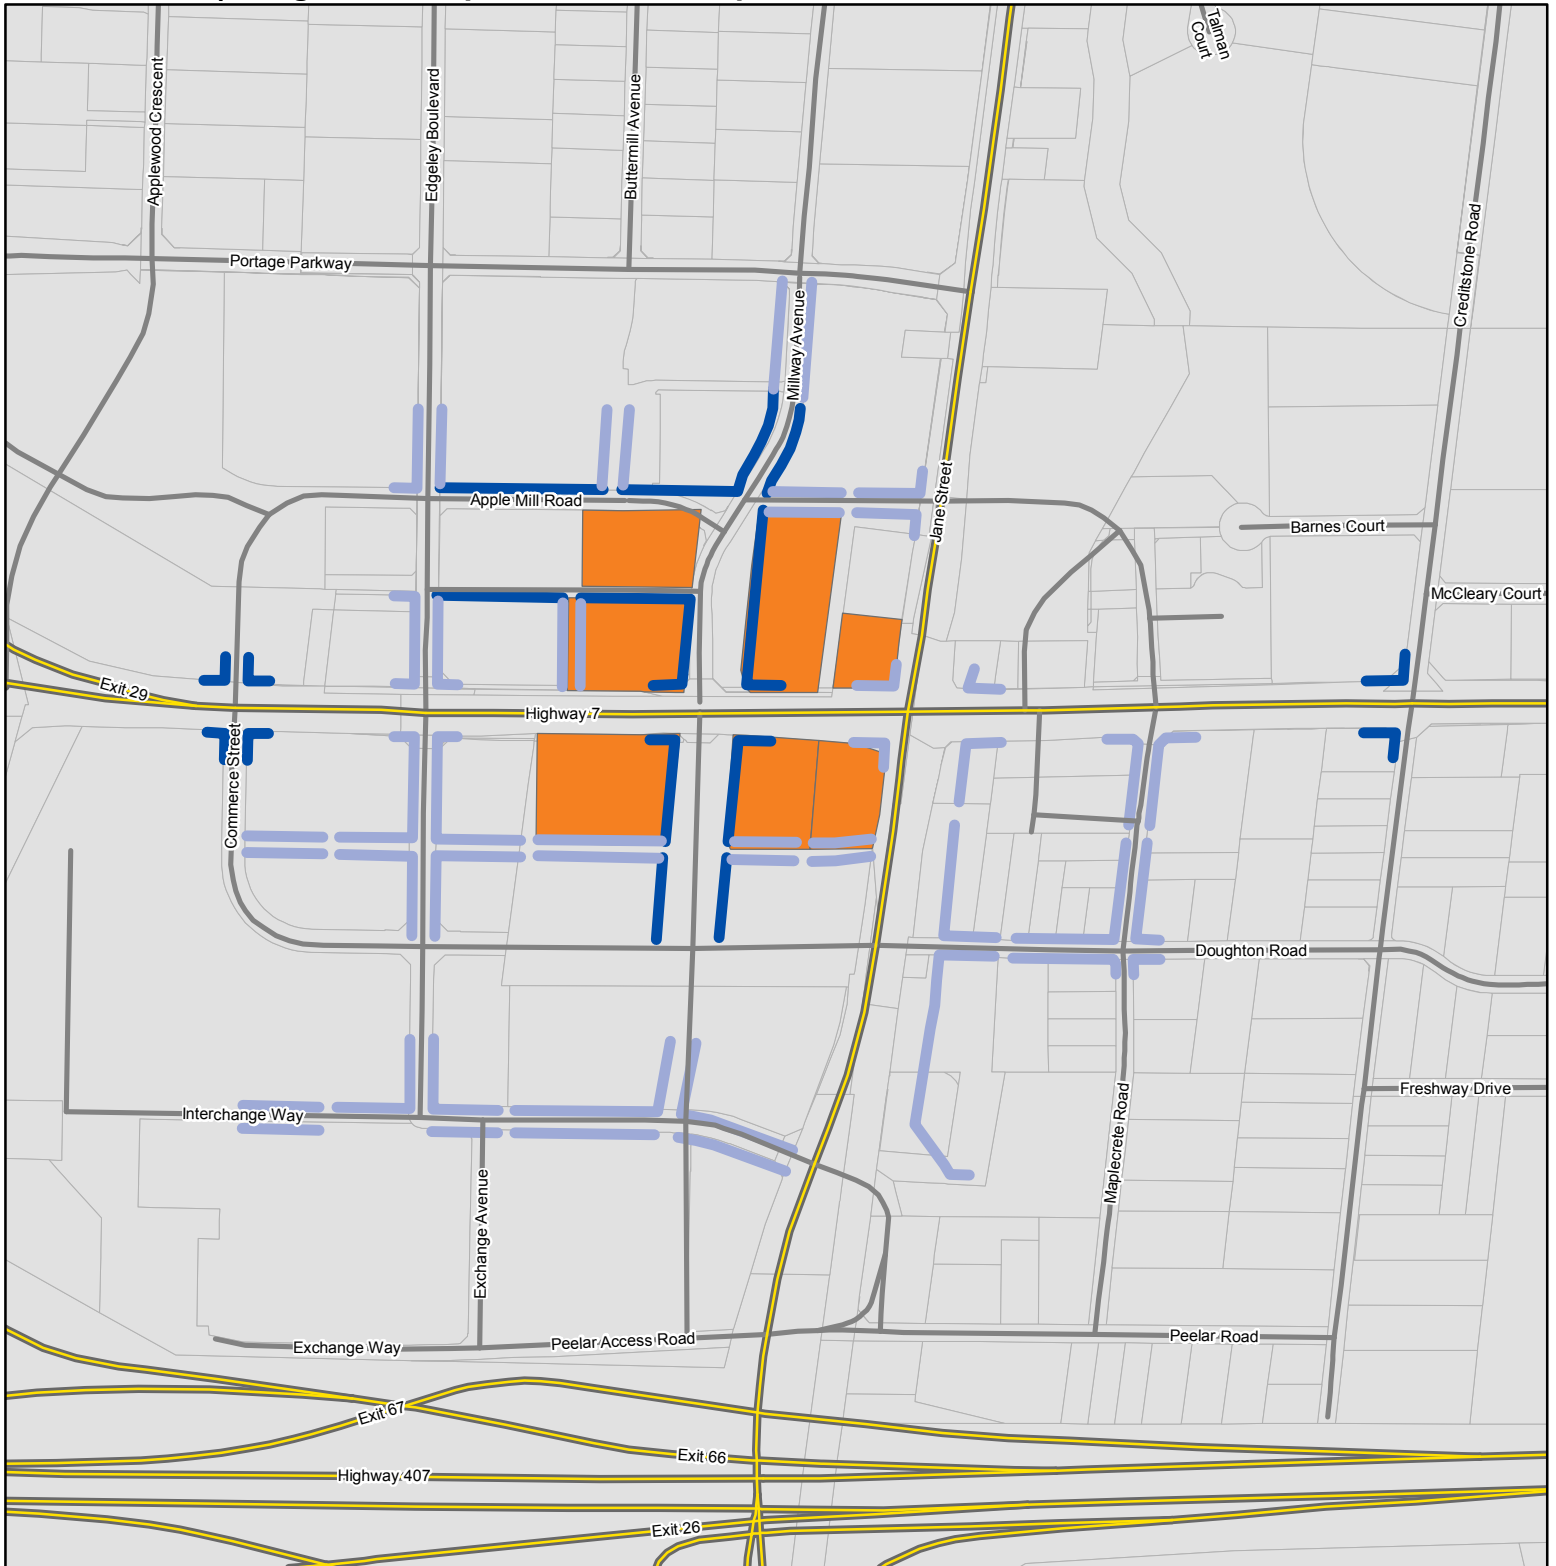 Talman
Court
Applewood Crescent
Edgeley Boulevard
Buttermill Avenue
Creditstone Road
Portage Parkway
Millway Avenue
Jane Street
Apple Mill Road
Barnes Court
McCleary Court
Exit 29
Highway 7
Commerce Street
Doughton Road
Interchange Way
Freshway Drive
Maplecrete Road
Exchange Avenue
Exchange Way
Peelar Access Road
Peelar Road
Exit 67
Exit 66
Highway 407
Exit 26